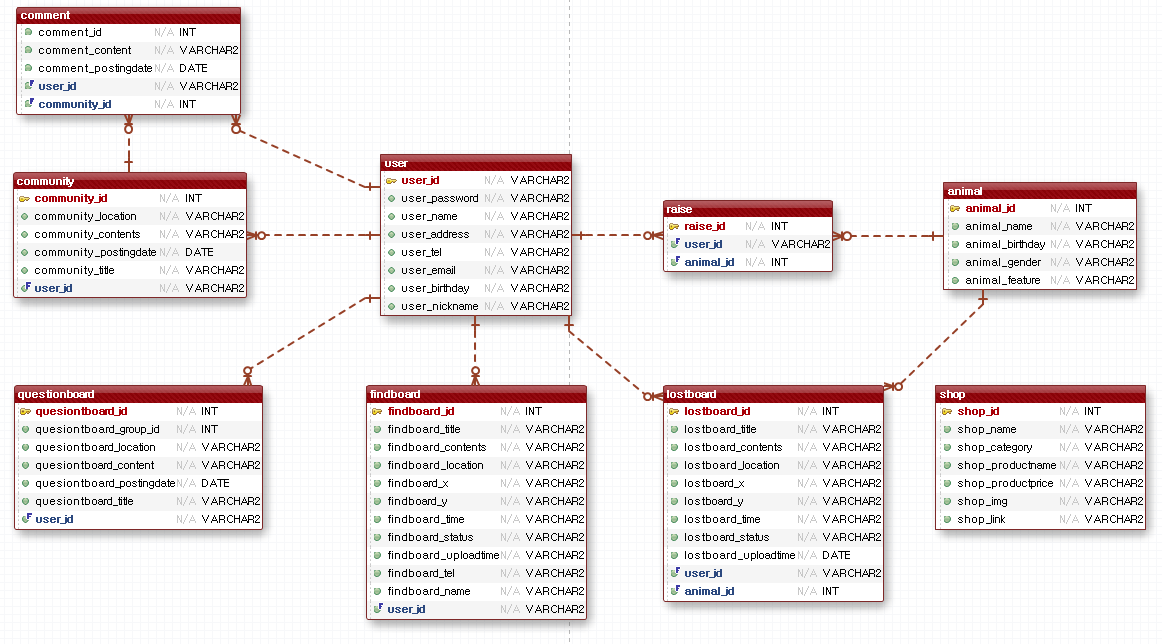 comment
comment_id N/A INT
comment_content N/A VARCHAR2
comment_postingdate N/A DATE
user_id N/A VARCHAR2
community_id N/A INT
community
community_id N/A INT
community_location N/A VARCHAR2
community_contents N/A VARCHAR2
community_postingdate N/A DATE
community_title N/A VARCHAR2
user_id N/A VARCHAR2
user
user_id N/A VARCHAR2
user_password N/A VARCHAR2
user_name N/A VARCHAR2
user_address N/A VARCHAR2
user_tel N/A VARCHAR2
user_email N/A VARCHAR2
user_birthday N/A VARCHAR2
user_nickname N/A VARCHAR2
raise
raise_id N/A INT
user_id N/A VARCHAR2
animal_id N/A INT
animal
animal_id N/A INT
animal_name N/A VARCHAR2
animal_birthday N/A VARCHAR2
animal_gender N/A VARCHAR2
animal_feature N/A VARCHAR2
questionboard
quesiontboard_id N/A INT
quesiontboard_group_id N/A INT
quesiontboard_location N/A VARCHAR2
quesiontboard_content N/A VARCHAR2
quesiontboard_postingdate N/A DATE
quesiontboard_title N/A VARCHAR2
user_id N/A VARCHAR2
findboard
findboard_id N/A INT
findboard_title N/A VARCHAR2
findboard_contents N/A VARCHAR2
findboard_location N/A VARCHAR2
findboard_x N/A VARCHAR2
findboard_y N/A VARCHAR2
findboard_time N/A VARCHAR2
findboard_status N/A VARCHAR2
findboard_uploadtime N/A VARCHAR2
findboard_tel N/A VARCHAR2
findboard_name N/A VARCHAR2
user_id N/A VARCHAR2
lostboard
lostboard_id N/A INT
lostboard_title N/A VARCHAR2
lostboard_contents N/A VARCHAR2
lostboard_location N/A VARCHAR2
lostboard_x N/A VARCHAR2
lostboard_y N/A VARCHAR2
lostboard_time N/A VARCHAR2
lostboard_status N/A VARCHAR2
lostboard_uploadtime N/A DATE
user_id N/A VARCHAR2
animal_id N/A INT
shop
shop_id N/A INT
shop_name N/A VARCHAR2
shop_category N/A VARCHAR2
shop_productname N/A VARCHAR2
shop_productprice N/A VARCHAR2
shop_img N/A VARCHAR2
shop_link N/A VARCHAR2